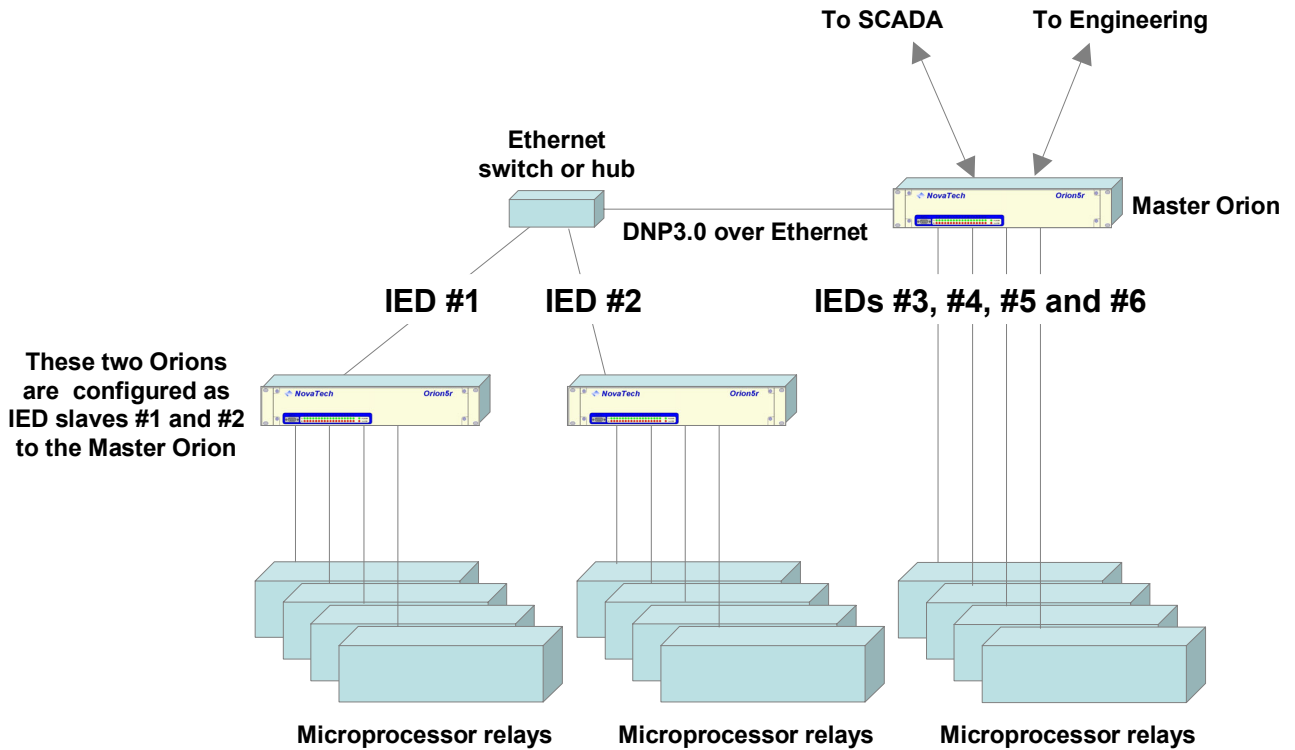 To SCADA
To Engineering
Ethernet
switch or hub
NovaTech Orion5r
Master Orion
DNP3.0 over Ethernet
IED #1
IED #2
IEDs #3, #4, #5 and #6
These two Orions
are configured as
IED slaves #1 and #2
to the Master Orion
NovaTech Orion5r
NovaTech Orion5r
Microprocessor relays
Microprocessor relays
Microprocessor relays